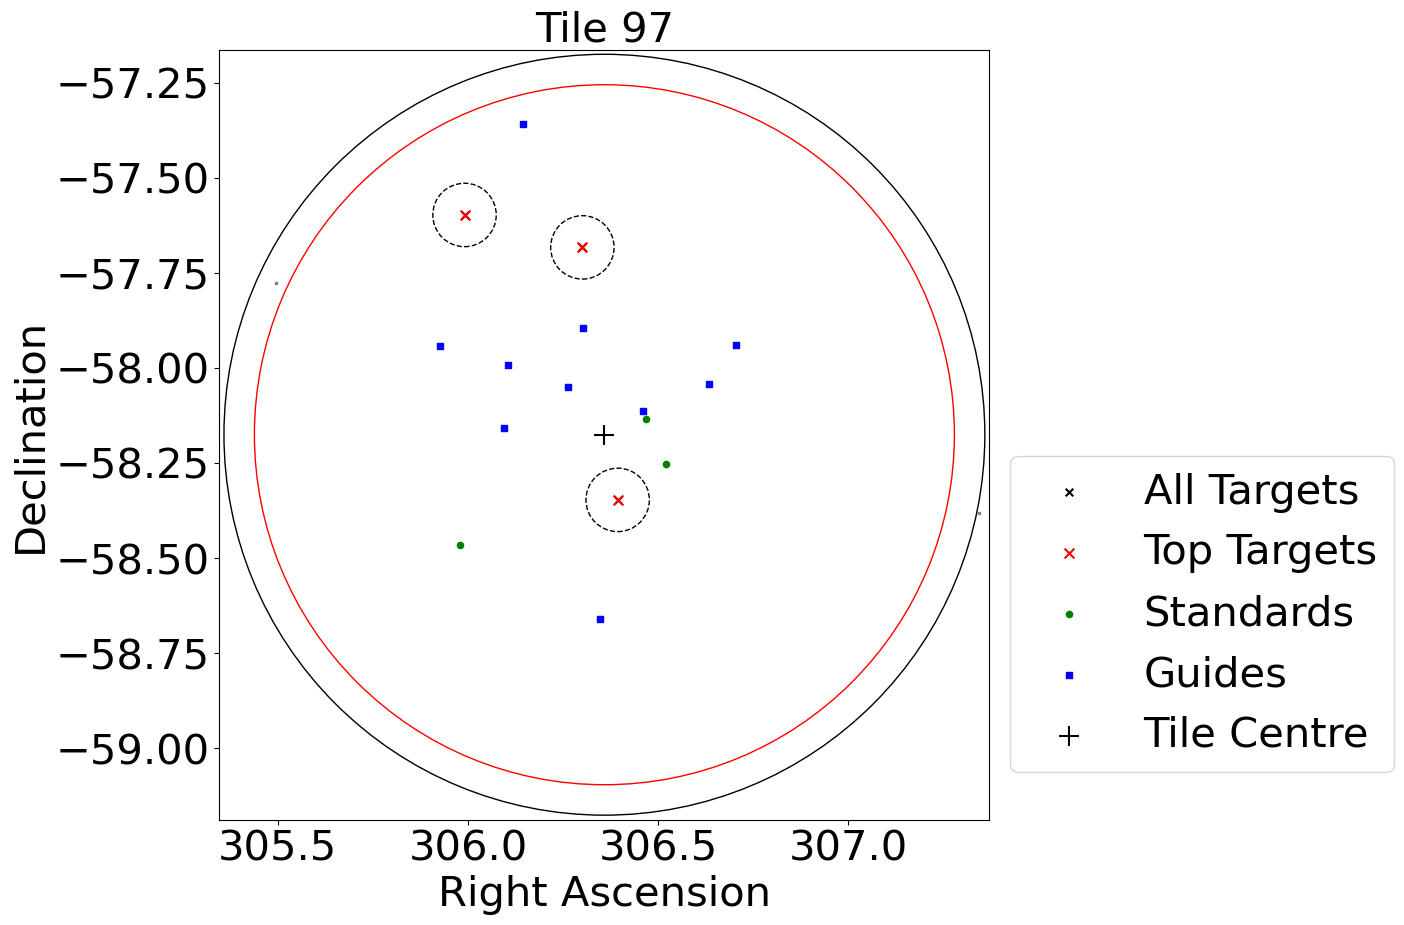 Tile 97
−57.25
−57.50
−57.75
−58.00
−58.25
−58.50
−58.75
−59.00
Declination
305.5
306.0
306.5
307.0
Right Ascension
All Targets
Top Targets
Standards
Guides
Tile Centre